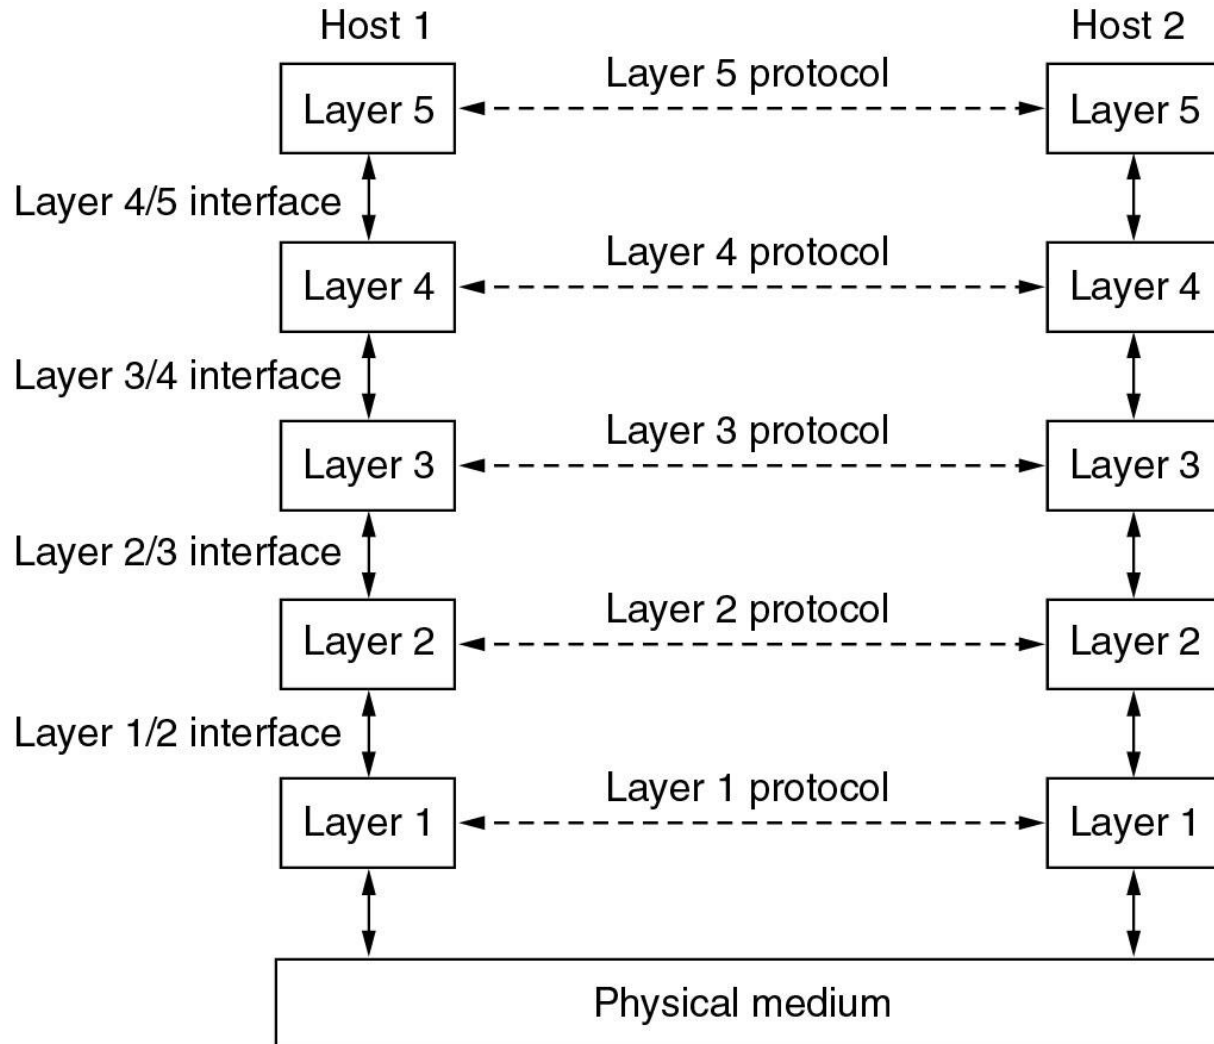 Host 1
Host 2
Layer 5 protocol
Layer 5
Layer 5
Layer 4/5 interface
Layer 4 protocol
Layer 4
Layer 4
Layer 3/4 interface
Layer 3 protocol
Layer 3
Layer 3
Layer 2/3 interface
Layer 2 protocol
Layer 2
Layer 2
Layer 1/2 interface
Layer 1 protocol
Layer 1
Layer 1
Physical medium